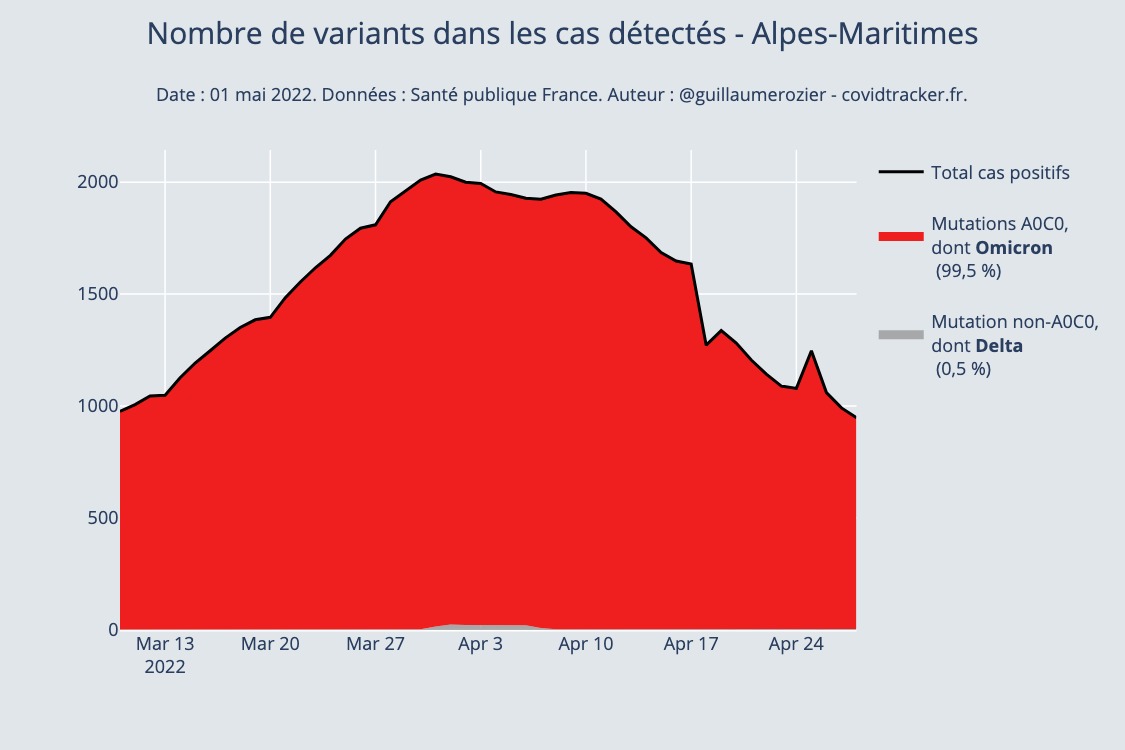 Nombre de variants dans les cas détectés - Alpes-Maritimes
Date : 01 mai 2022. Données : Santé publique France. Auteur : @guillaumerozier - covidtracker.fr.
2000
1500
1000
500
0
Mar 13
2022
Mar 20
Mar 27
Apr 3
Apr 10
Apr 17
Apr 24
Total cas positifs
Mutations A0C0,
dont Omicron
(99,5 %)
Mutation non-A0C0,
dont Delta
(0,5 %)